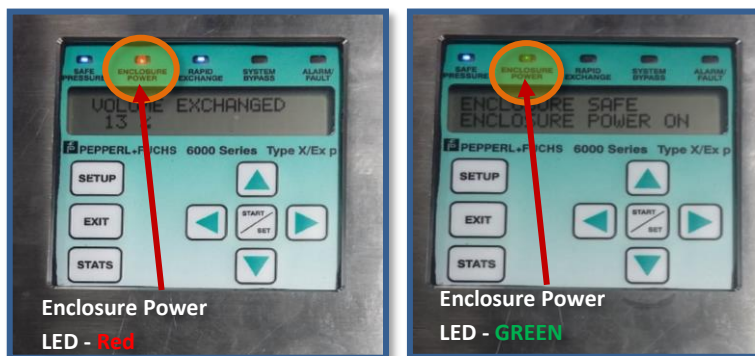 SAFE PRESSURE
ENCLOSURE POWER
RAPID EXCHANGE
SYSTEM BYPASS
ALARM/ FAULT
VOLUME EXCHANGED
13 %
PEPPERL+FUCHS 6000 Series Type X/Ex p
SETUP
EXIT
START/SET
STATS
Enclosure Power
LED - Red
SAFE PRESSURE
ENCLOSURE POWER
RAPID EXCHANGE
SYSTEM BYPASS
ALARM/ FAULT
ENCLOSURE SAFE
ENCLOSURE POWER ON
PEPPERL+FUCHS 6000 Series Type X/Ex p
SETUP
EXIT
START/SET
STATS
Enclosure Power
LED - GREEN